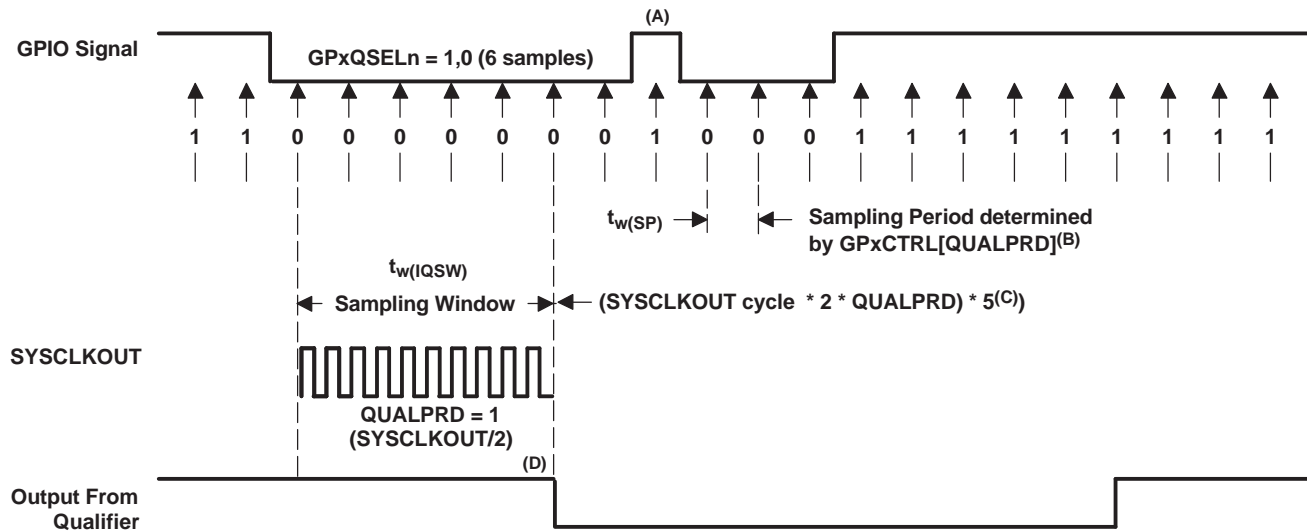 (A)
GPIO Signal
GPxQSELn = 1,0 (6 samples)
1 1 0 0 0 0 0 0 0 1 0 0 0 1 1 1 1 1 1 1 1 1
tw(SP)
Sampling Period determined
by GPxCTRL[QUALPRD](B)
tw(IQSW)
Sampling Window
(SYSCLKOUT cycle * 2 * QUALPRD) * 5(C))
SYSCLKOUT
QUALPRD = 1
(SYSCLKOUT/2)
(D)
Output From
Qualifier